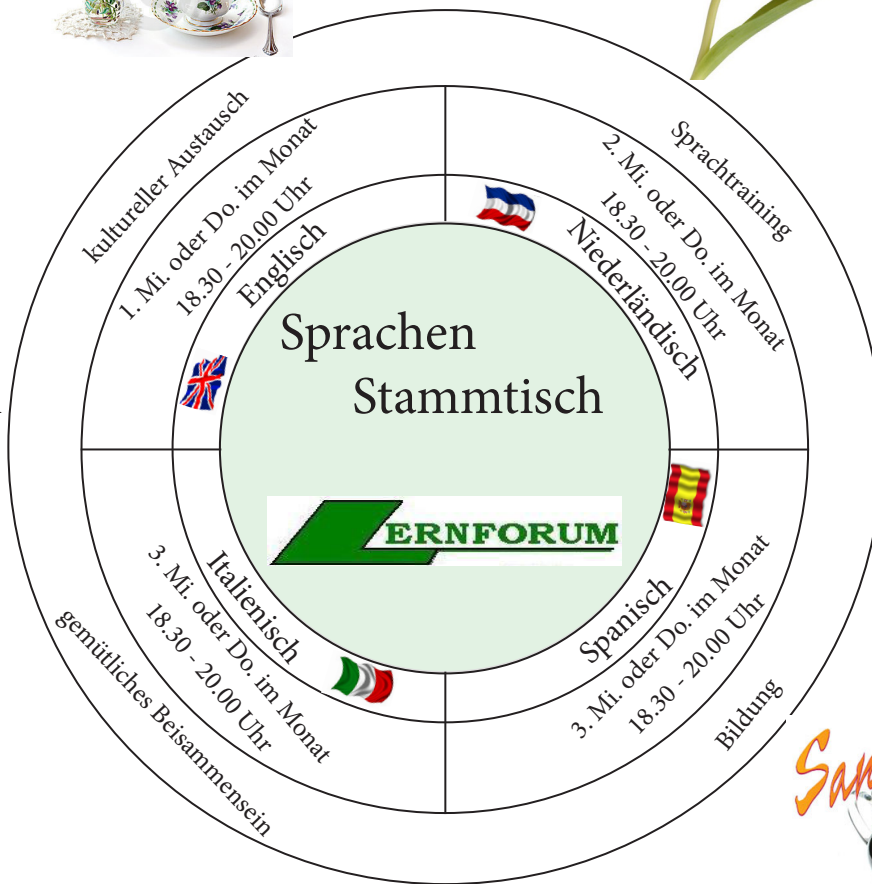 kultureller Austausch
1. Mi. oder Do. im Monat
18.30 - 20.00 Uhr
Englisch
Sprachtraining
2. Mi. oder Do. im Monat
18.30 - 20.00 Uhr
Niederländisch
Sprachen
Stammtisch
LERNFORUM
Italienisch
3. Mi. oder Do. im Monat
18.30 - 20.00 Uhr
gemütliches Beisammensein
Spanisch
3. Mi. oder Do. im Monat
18.30 - 20.00 Uhr
Bildung